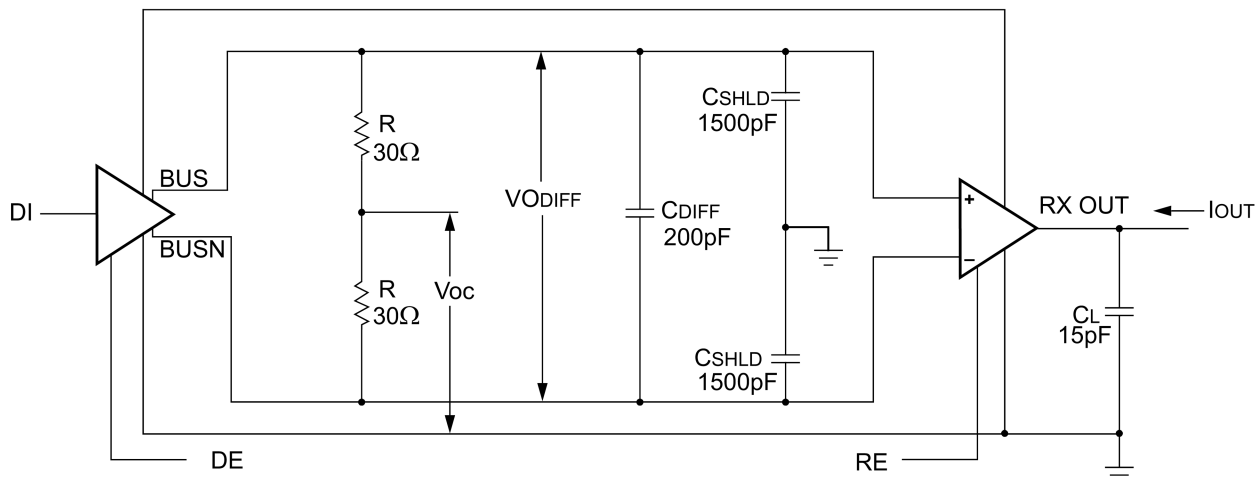 DI
BUS
BUSN
DE
R
30Ω
R
30Ω
VOC
VODIFF
CDIFF
200pF
CSHLD
1500pF
CSHLD
1500pF
+
–
RE
RX OUT
IOUT
CL
15pF